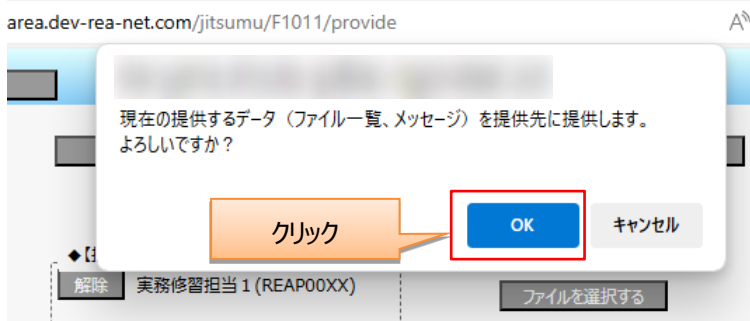 area.dev-rea-net.com/jitsumu/F1011/provide
現在の提供するデータ（ファイル一覧、メッセージ）を提供先に提供します。
よろしいですか？
クリック
OK
キャンセル
解除
実務修習担当１(REAP00XX)
ファイルを選択する